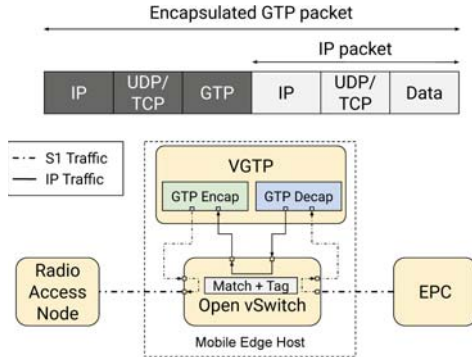 Encapsulated GTP packet
IP packet
IP
UDP/
TCP
GTP
IP
UDP/
TCP
Data
S1 Traffic
IP Traffic
VGTP
GTP Encap
GTP Decap
Radio
Access
Node
Match + Tag
Open vSwitch
EPC
Mobile Edge Host